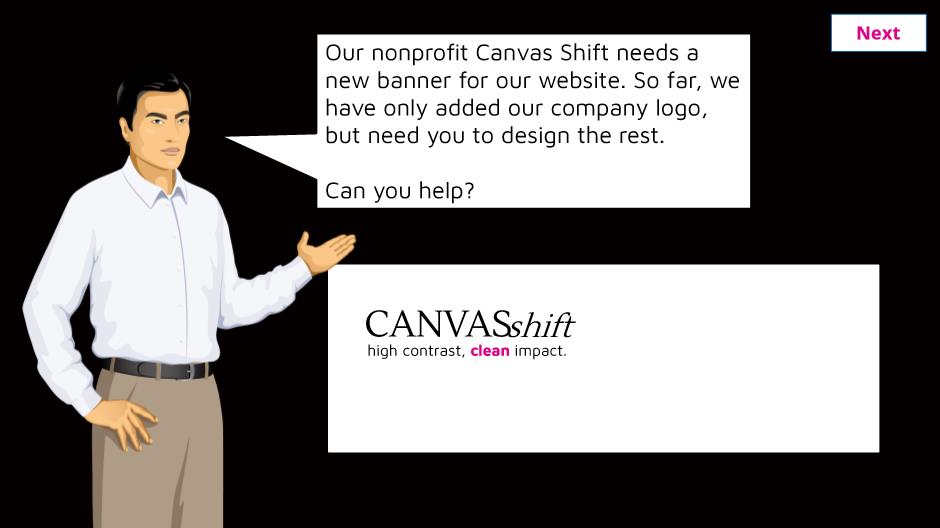 Next
Our nonprofit Canvas Shift needs a
new banner for our website. So far, we
have only added our company logo,
but need you to design the rest.
Can you help?
CANVASshift
high contrast, clean impact.